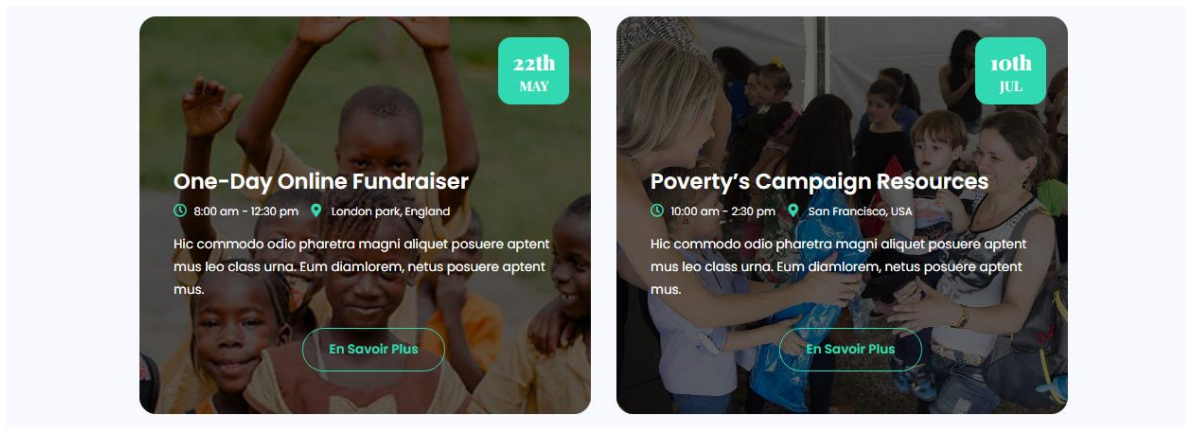 22th
MAY
One-Day Online Fundraiser
8:00 am - 12:30 pm London park, England
Hic commodo odio pharetra magni aliquet posuere aptent
mus leo class urna. Eum diamlorem, netus posuere aptent
mus.
En Savoir Plus
10th
JUL
Poverty’s Campaign Resources
10:00 am - 2:30 pm San Francisco, USA
Hic commodo odio pharetra magni aliquet posuere aptent
mus leo class urna. Eum diamlorem, netus posuere aptent
mus.
En Savoir Plus